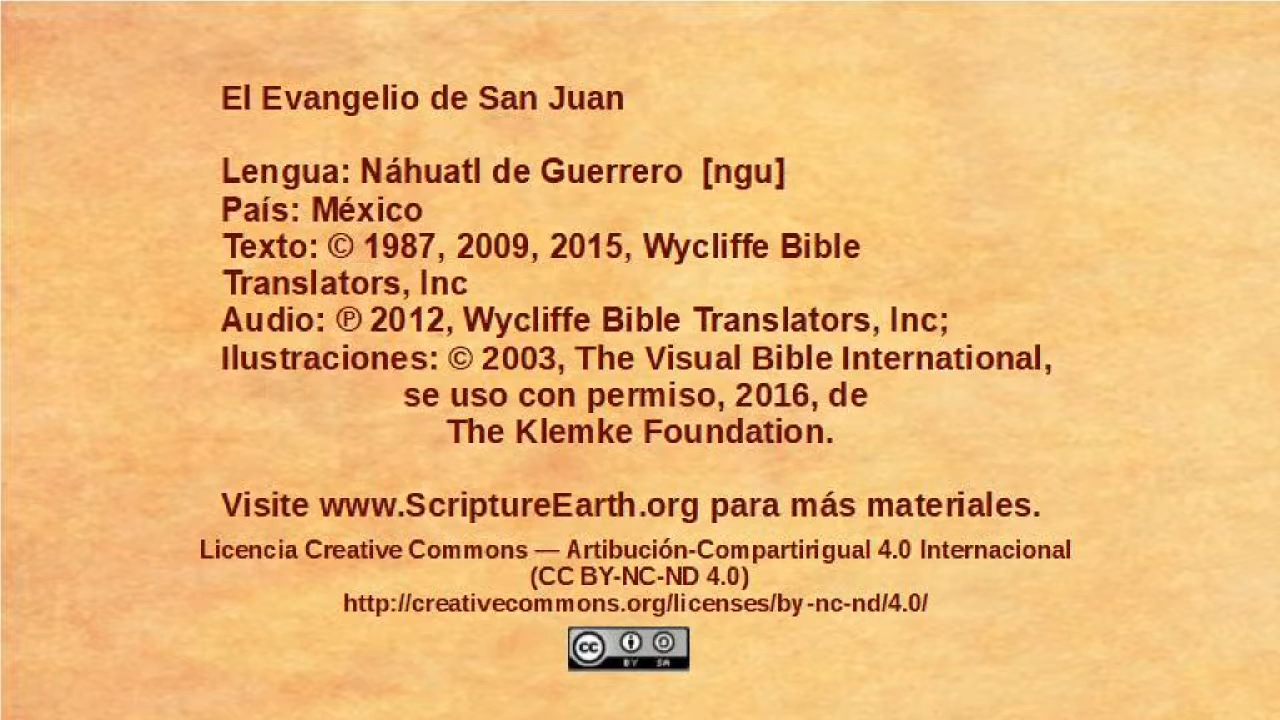 El Evangelio de San Juan
Lengua: Náhuatl de Guerrero [ngu]
País: México
Texto: © 1987, 2009, 2015, Wycliffe Bible
Translators, Inc
Audio: ℗ 2012, Wycliffe Bible Translators, Inc;
Ilustraciones: © 2003, The Visual Bible International,
se uso con permiso, 2016, de
The Klemke Foundation.
Visite www.ScriptureEarth.org para más materiales.
Licencia Creative Commons — Artibución-Compartirigual 4.0 Internacional
(CC BY-NC-ND 4.0)
http://creativecommons.org/licenses/by-nc-nd/4.0/
cc
BY SA